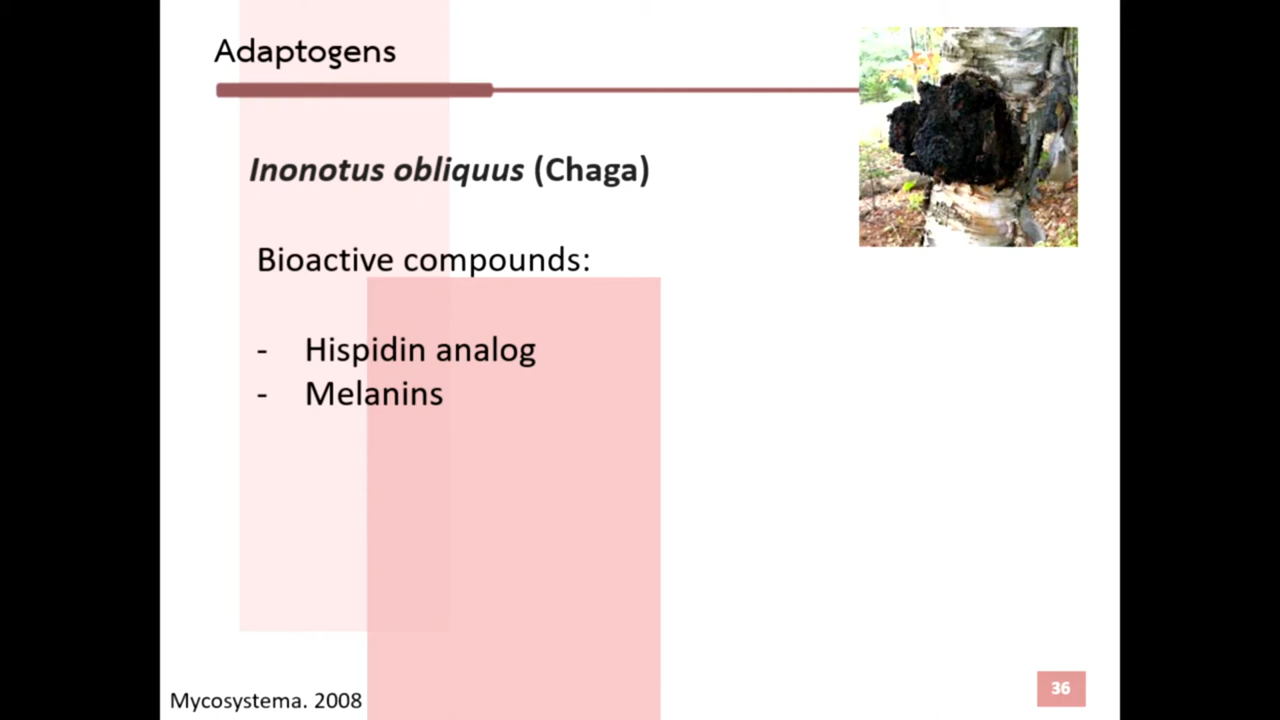 Adaptogens
Inonotus obliquus (Chaga)
Bioactive compounds:
- Hispidin analog
- Melanins
Mycosystema. 2008
36